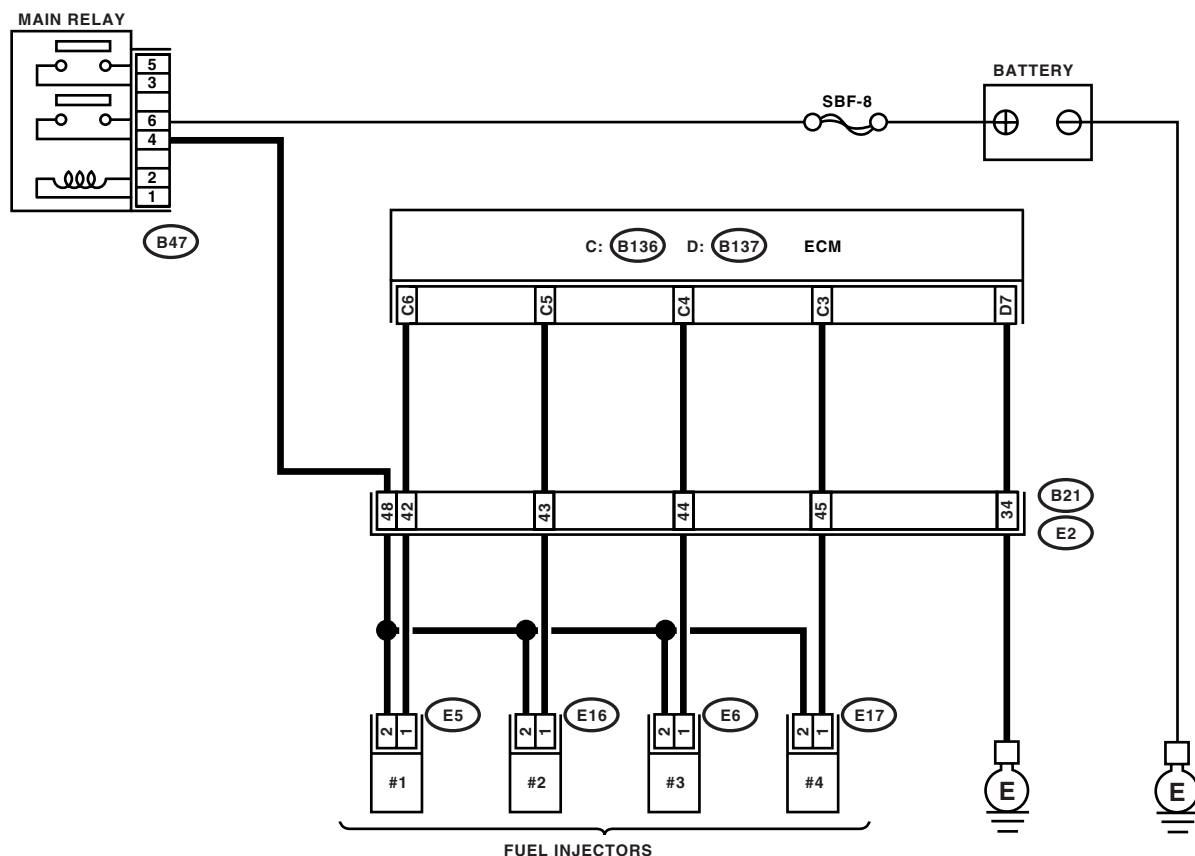 MAIN RELAY
5
3
6
4
2
1
B47
SBF-8
BATTERY
C: B136 D: B137 ECM
C6 C5 C4 C3 D7
48 42 43 44 45 34
B21
E2
2 1 E5 2 1 E16 2 1 E6 2 1 E17
#1 #2 #3 #4
E E
FUEL INJECTORS